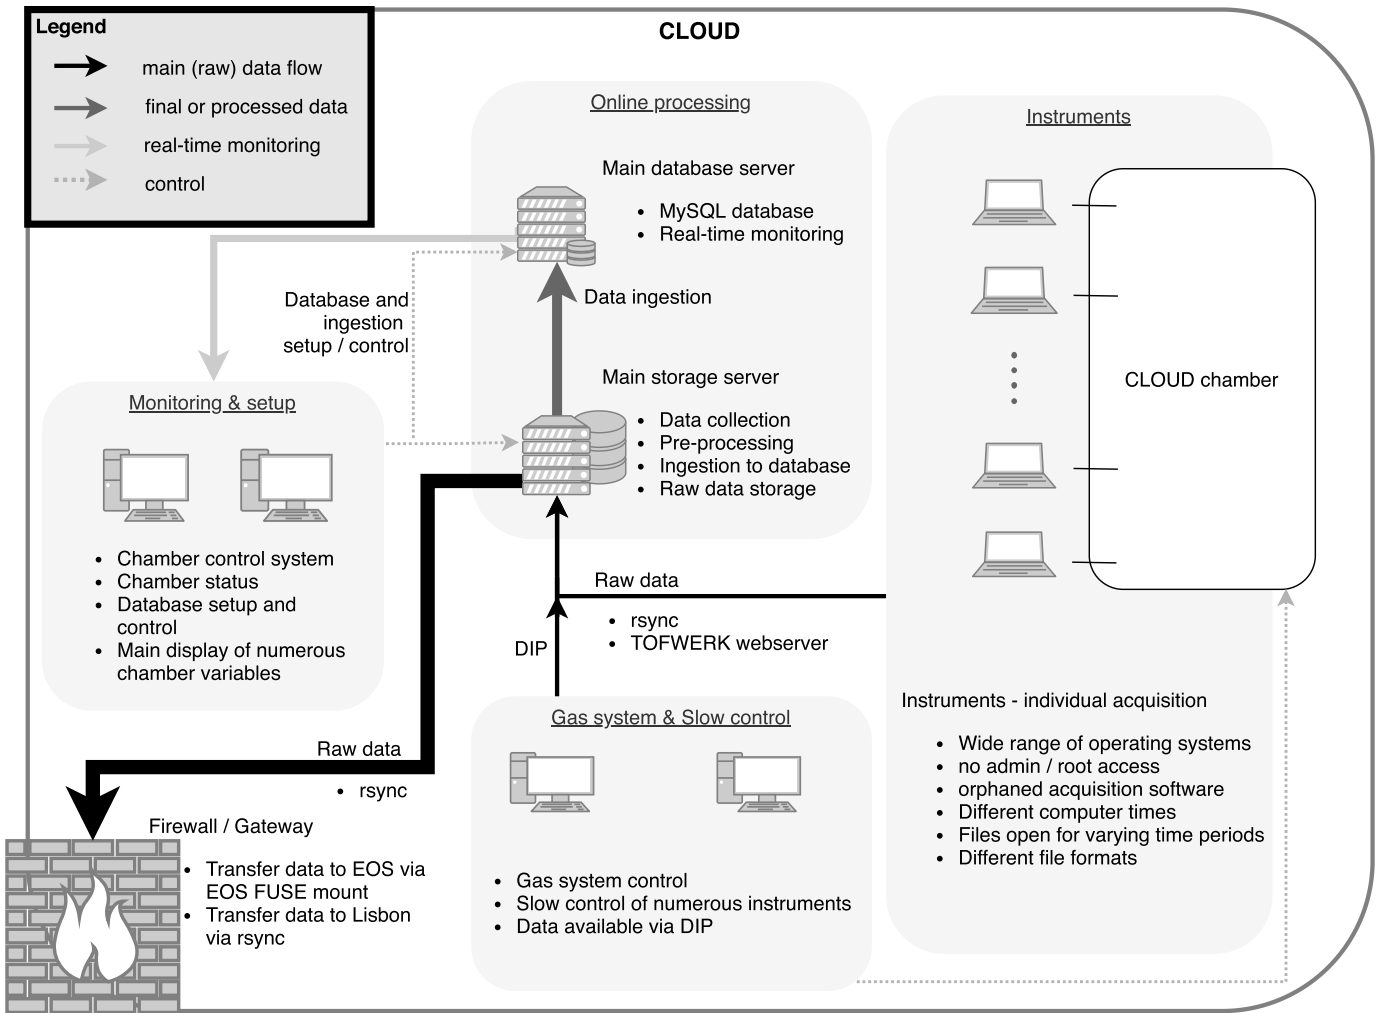 Legend
main (raw) data flow
final or processed data
real-time monitoring
control
CLOUD
Online processing
Main database server
• MySQL database
• Real-time monitoring
Data ingestion
Database and
ingestion
setup / control
Main storage server
• Data collection
• Pre-processing
• Ingestion to database
• Raw data storage
Monitoring & setup
• Chamber control system
• Chamber status
• Database setup and
control
• Main display of numerous
chamber variables
Raw data
• rsync
• TOFWERK webserver
DIP
Gas system & Slow control
• Gas system control
• Slow control of numerous instruments
• Data available via DIP
Raw data
• rsync
Firewall / Gateway
• Transfer data to EOS via
EOS FUSE mount
• Transfer data to Lisbon
via rsync
Instruments
CLOUD chamber
Instruments - individual acquisition
• Wide range of operating systems
• no admin / root access
• orphaned acquisition software
• Different computer times
• Files open for varying time periods
• Different file formats